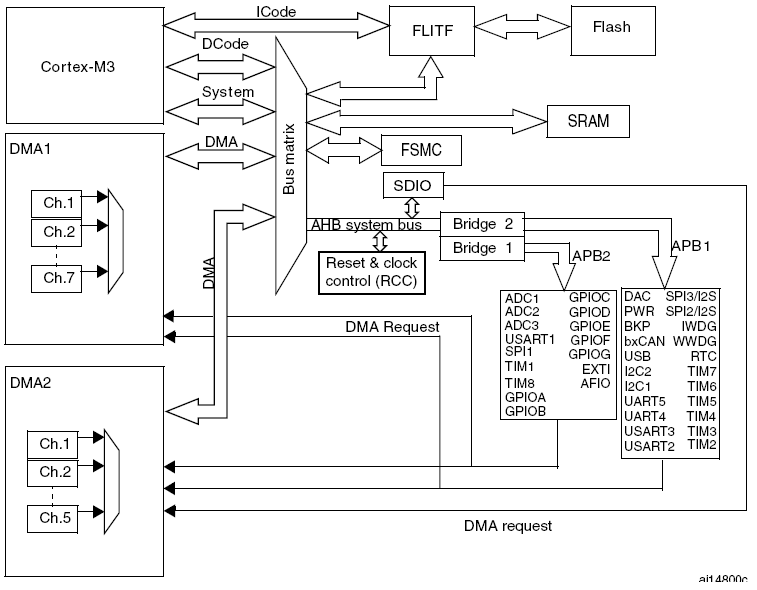 ICode
FLITF
Flash
Cortex-M3
DCode
System
Bus matrix
SRAM
DMA1
DMA
FSMC
SDIO
Ch.1
Ch.2
Ch.7
AHB system bus
Bridge 2
Bridge 1
APB2
APB1
Reset & clock
control (RCC)
DMA
DMA Request
ADC1 GPIOC
ADC2 GPIOD
ADC3 GPIOE
USART1 GPIOF
SPI1 GPIOG
TIM1 EXTI
TIM8 AFIO
GPIOA
GPIOB
DAC SPI3/I2S
PWR SPI2/I2S
BKP IWDG
bxCAN WWDG
USB RTC
I2C2 TIM7
I2C1 TIM6
UART5 TIM5
UART4 TIM4
USART3 TIM3
USART2 TIM2
DMA2
Ch.1
Ch.2
Ch.5
DMA request
ai14800c